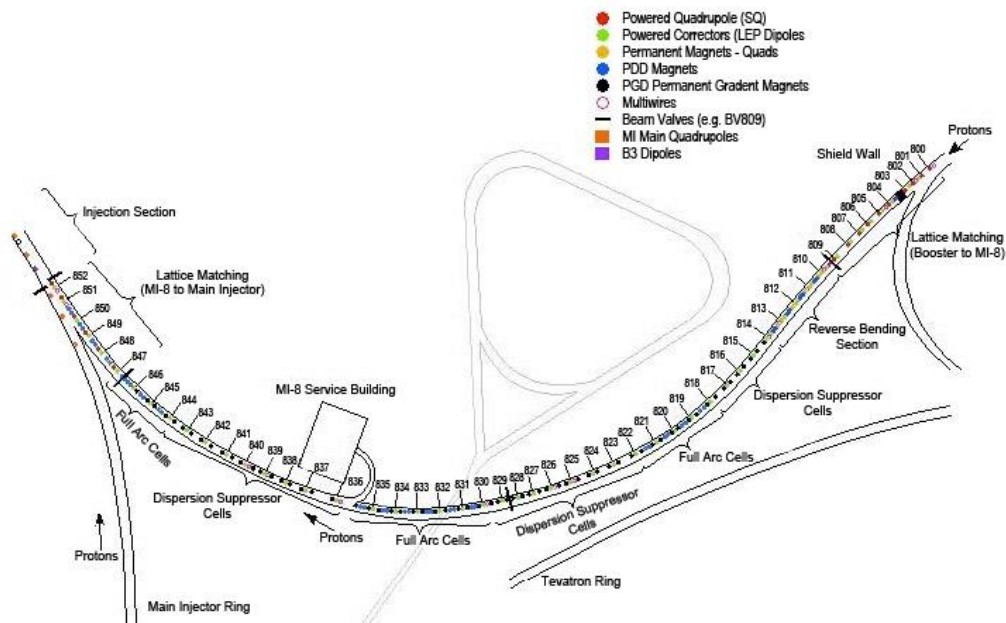 Powered Quadrupole (SQ)
Powered Correctors (LEP Dipoles
Permanent Magnets - Quads
PDD Magnets
PGD Permanent Gradent Magnets
Multiwires
Beam Valves (e.g. BV809)
MI Main Quadrupoles
B3 Dipoles
Protons
Shield Wall
800
801
802
803
804
805
806
807
808
809
810
811
812
813
814
815
816
817
818
819
820
821
822
823
824
825
826
827
828
829
830
831
832
833
834
835
836
837
838
839
840
841
842
843
844
845
846
847
848
849
850
851
852
Injection Section
Lattice Matching
(MI-8 to Main Injector)
Lattice Matching
(Booster to MI-8)
Reverse Bending
Section
Dispersion Suppressor
Cells
Full Arc Cells
Dispersion Suppressor
Cells
Full Arc Cells
MI-8 Service Building
Dispersion Suppressor
Cells
Full Arc Cells
Protons
Protons
Tevatron Ring
Main Injector Ring